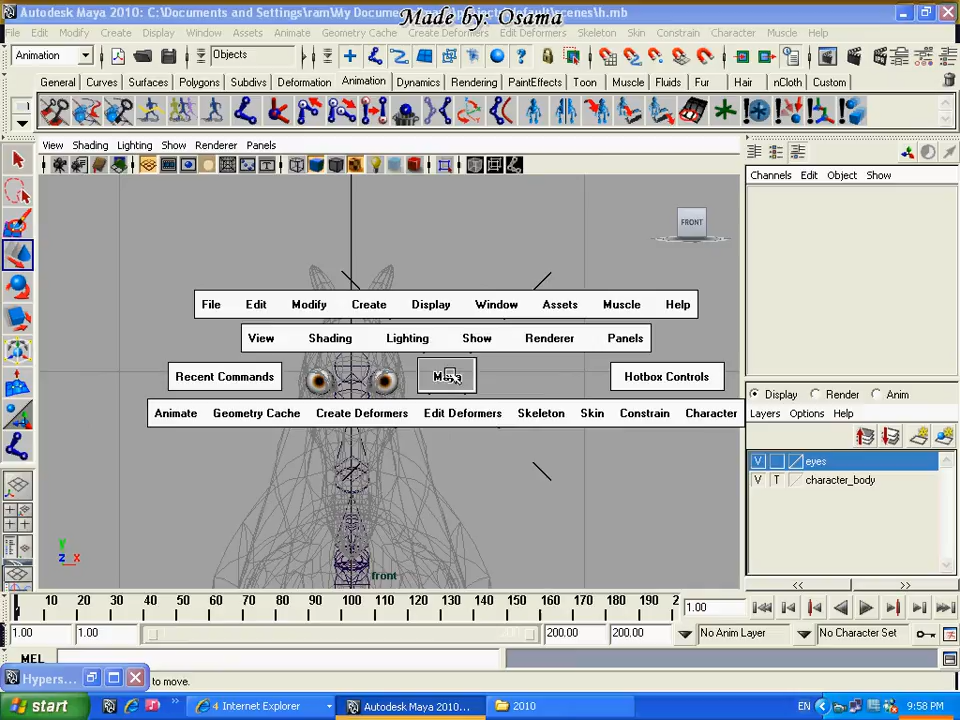 Autodesk Maya 2010: C:\Documents and Settings\ram\My Docume
scenes\h.mb
Made by: Osama
File Edit Modify Create Display Window Assets Animate Geometry Cache Create Deformers Edit Deformers Skeleton Skin Constrain Character Muscle Help
Animation Objects
General Curves Surfaces Polygons Subdivs Deformation Animation Dynamics Rendering PaintEffects Toon Muscle Fluids Fur Hair nCloth Custom
View Shading Lighting Show Renderer Panels
Channels Edit Object Show
FRONT
File Edit Modify Create Display Window Assets Muscle Help
View Shading Lighting Show Renderer Panels
Recent Commands Hotbox Controls
Animate Geometry Cache Create Deformers Edit Deformers Skeleton Skin Constrain Character
Display Render Anim
Layers Options Help
V eyes
V T character_body
y
z x
front
10 20 30 40 50 60 70 80 90 100 110 120 130 140 150 160 170 180 190 2
1.00
1.00 1.00 200.00 200.00 No Anim Layer No Character Set
MEL
Hypers... to move.
start 4 Internet Explorer Autodesk Maya 2010... 2010 EN 9:58 PM